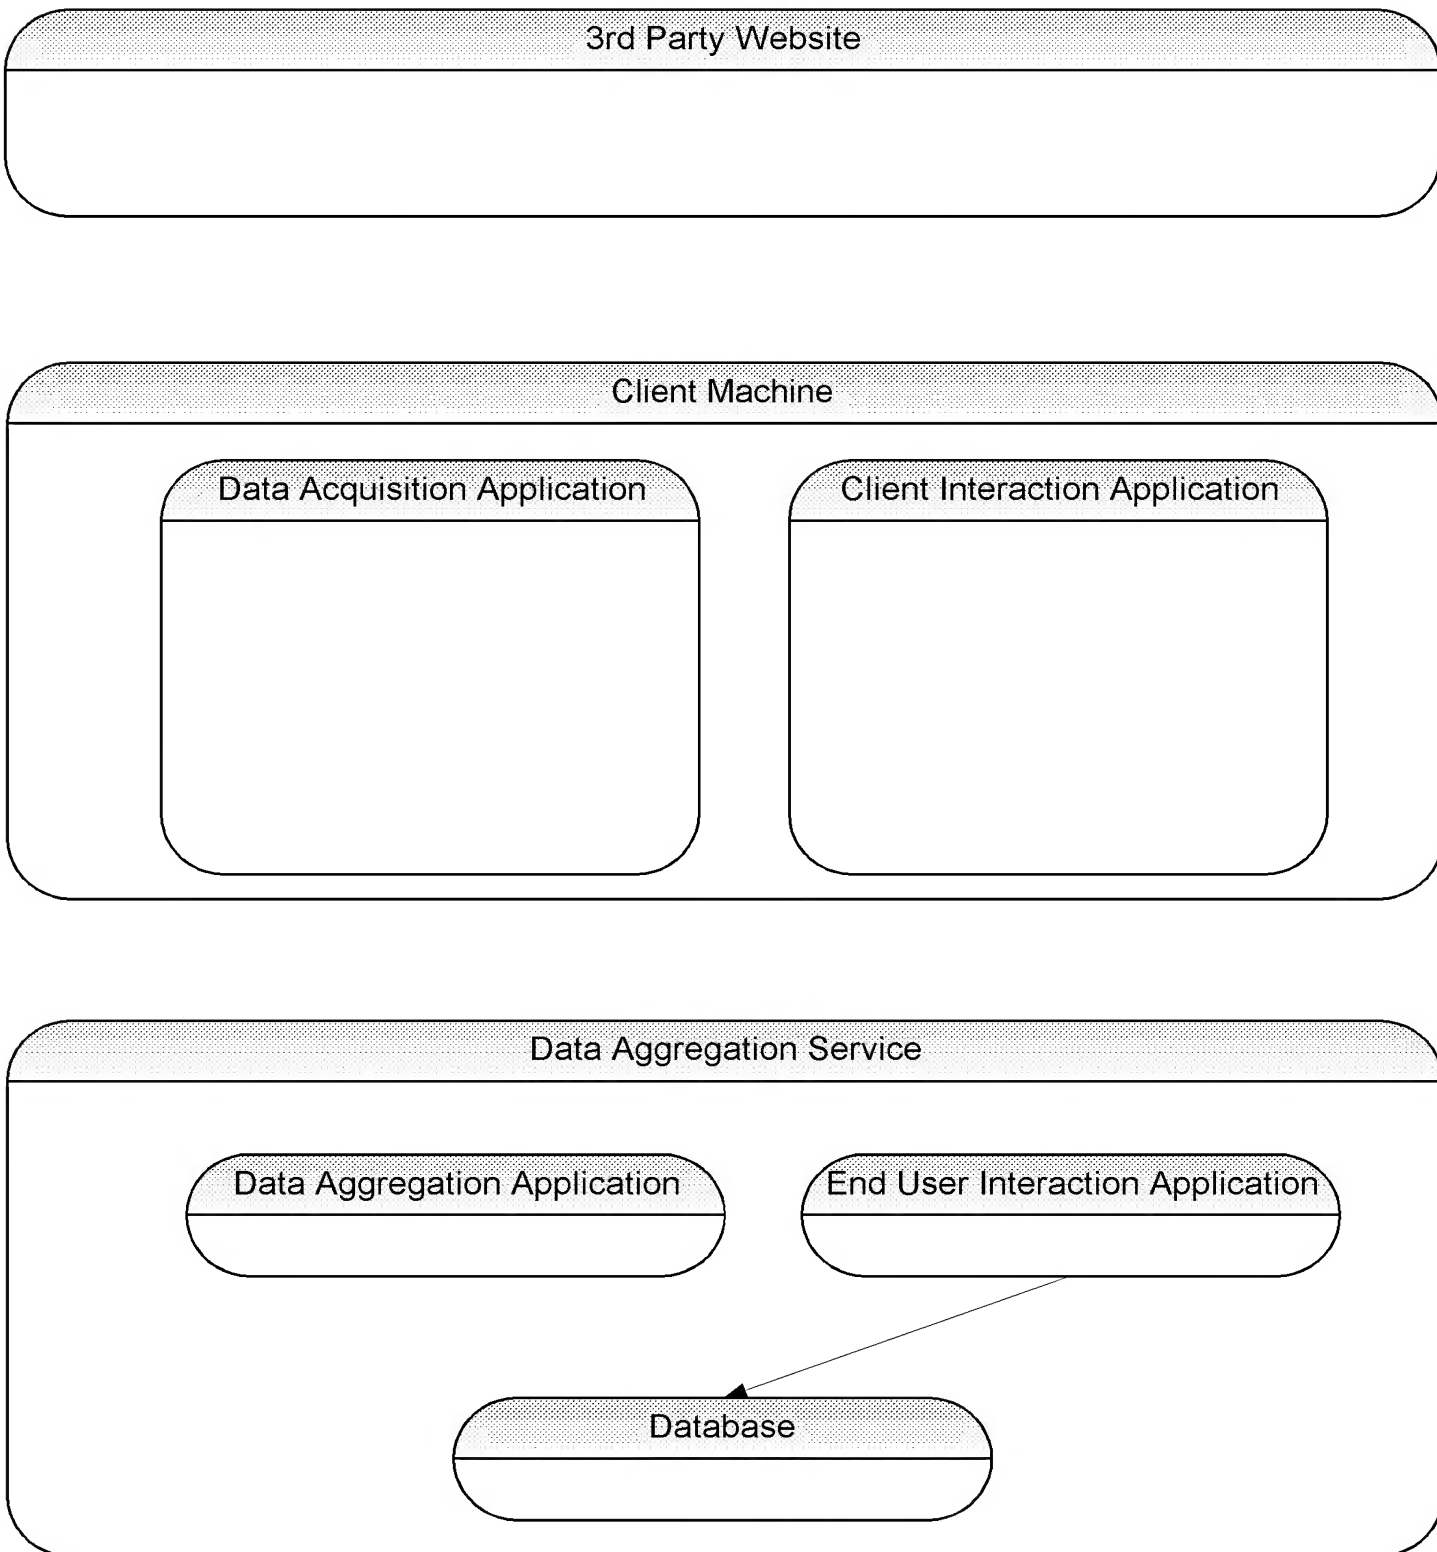 3rd Party Website
Client Machine
Data Acquisition Application
Client Interaction Application
Data Aggregation Service
Data Aggregation Application
End User Interaction Application
Database